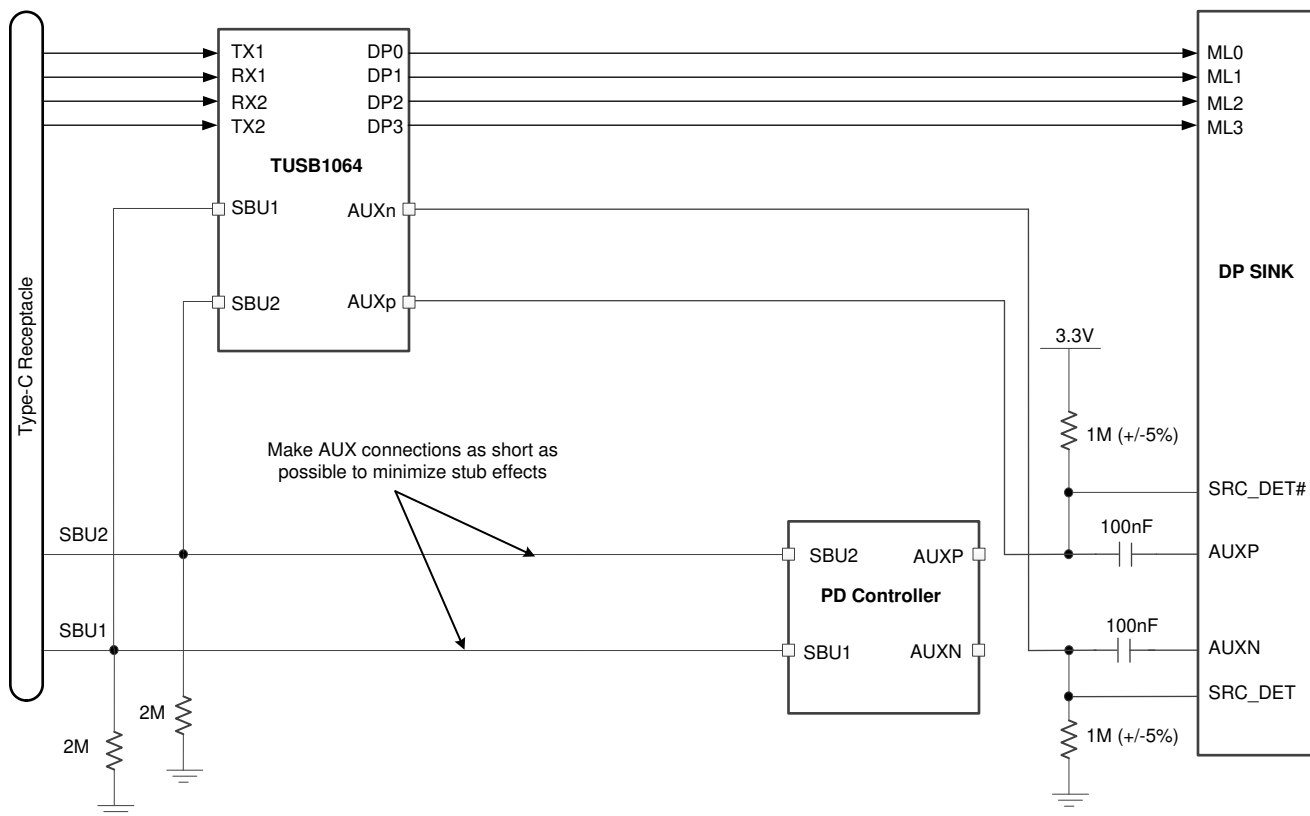 Type-C Receptacle
TX1
RX1
RX2
TX2
DP0
DP1
DP2
DP3
TUSB1064
SBU1
AUXn
SBU2
AUXp
ML0
ML1
ML2
ML3
DP SINK
3.3V
1M (+/-5%)
Make AUX connections as short as
possible to minimize stub effects
SRC_DET#
100nF
AUXP
SBU2
SBU2
AUXP
PD Controller
SBU1
SBU1
AUXN
100nF
AUXN
SRC_DET
1M (+/-5%)
2M
2M